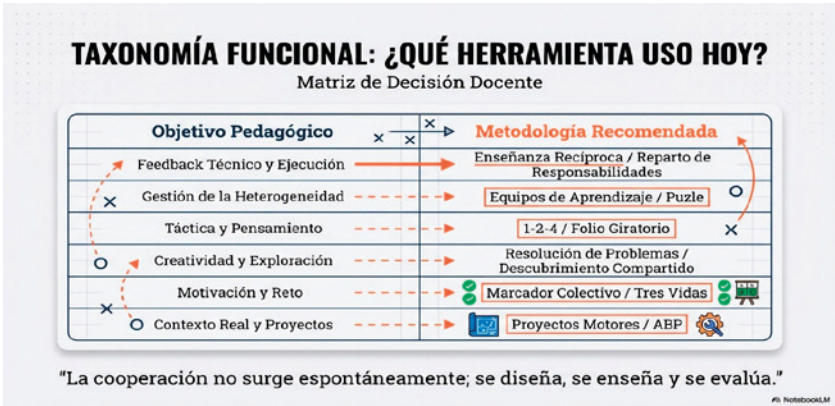 TAXONOMÍA FUNCIONAL: ¿QUÉ HERRAMIENTA USO HOY?
Matriz de Decisión Docente
Objetivo Pedagógico
Metodología Recomendada
Feedback Técnico y Ejecución
Enseñanza Recíproca / Reparto de
Responsabilidades
Gestión de la Heterogeneidad
Equipos de Aprendizaje / Puzle
Táctica y Pensamiento
1-2-4 / Folio Giratorio
Creatividad y Exploración
Resolución de Problemas /
Descubrimiento Compartido
Motivación y Reto
Marcador Colectivo / Tres Vidas
Contexto Real y Proyectos
Proyectos Motores / ABP
“La cooperación no surge espontáneamente; se diseña, se enseña y se evalúa.”
NotebookLM